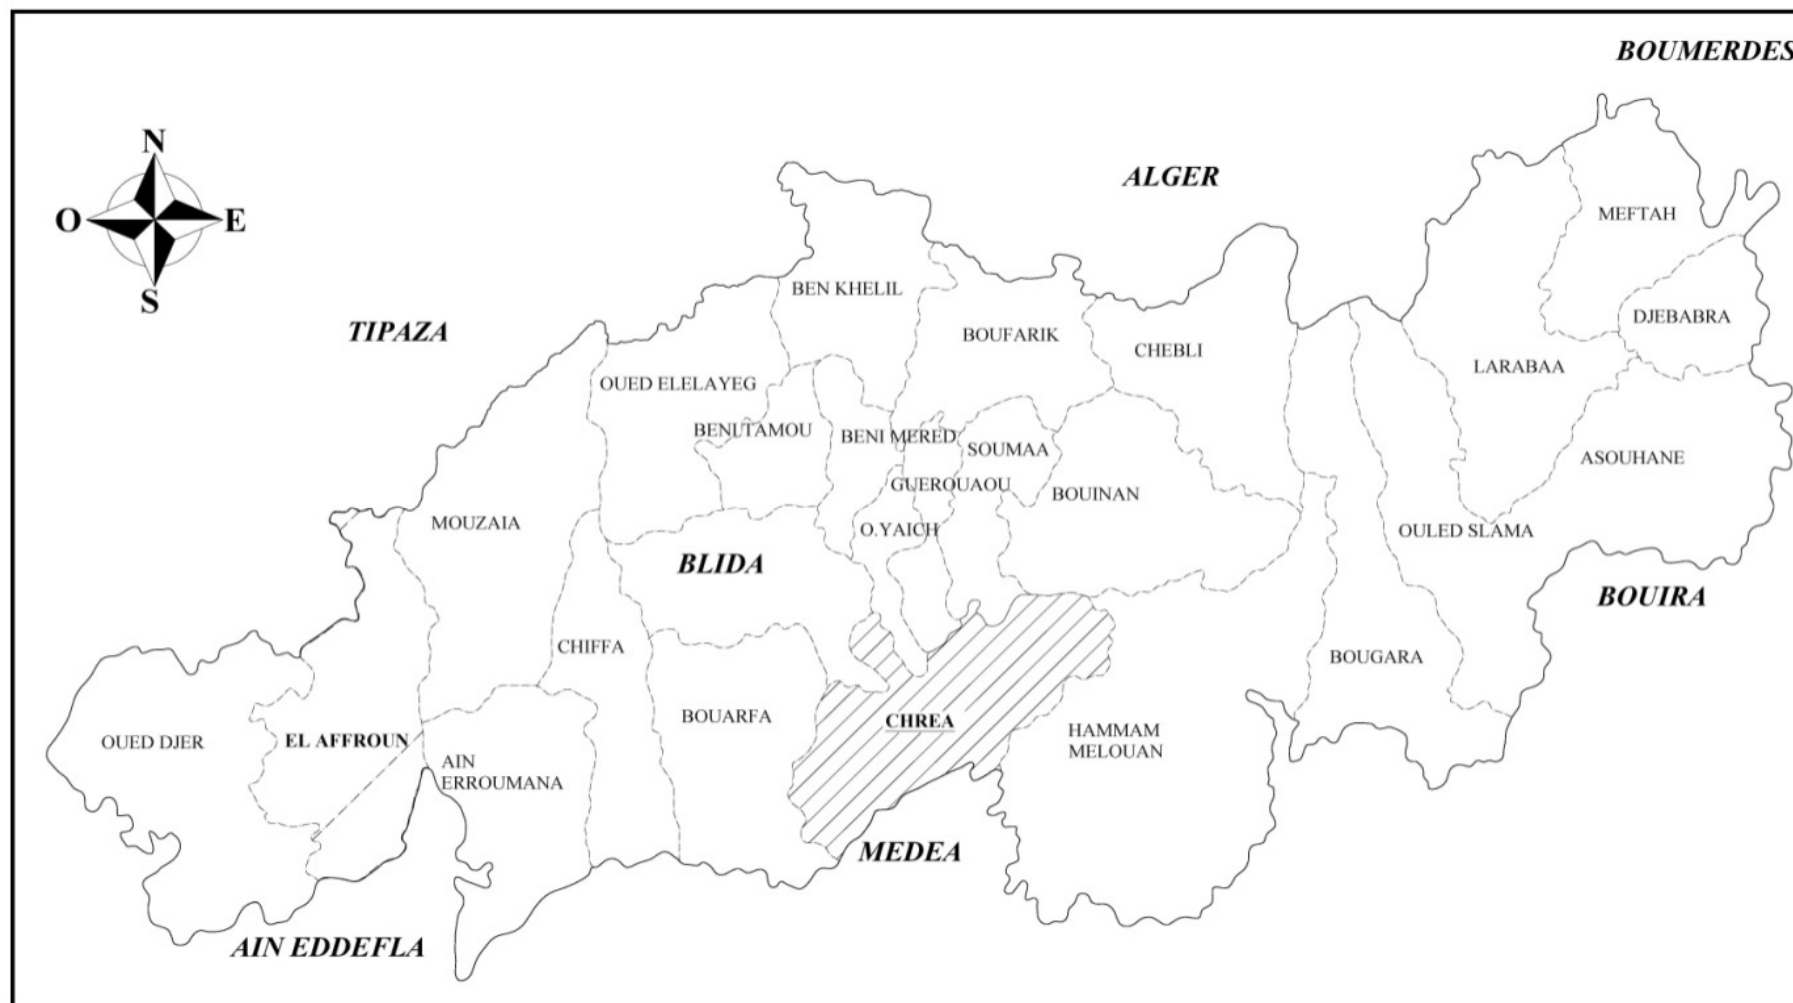 BOUMERDES
N
ALGER
O
E
MEFTAH
S
BEN KHELIL
DJEBABRA
TIPAZA
BOUFARIK
CHEBLI
LARABAA
OUED ELELAYEG
BENI TAMOU
BENI MERED
SOUMAA
ASOUHANE
GUEROUAOU
BOUINAN
MOUZAIA
O.YAICH
OULED SLAMA
BLIDA
BOUIRA
CHIFFA
BOUGARA
BOUARFA
CHREA
OUED DJER
EL AFFROUN
HAMMAM
MELOUAN
AIN
ERROUMANA
MEDEA
AIN EDDEFLA